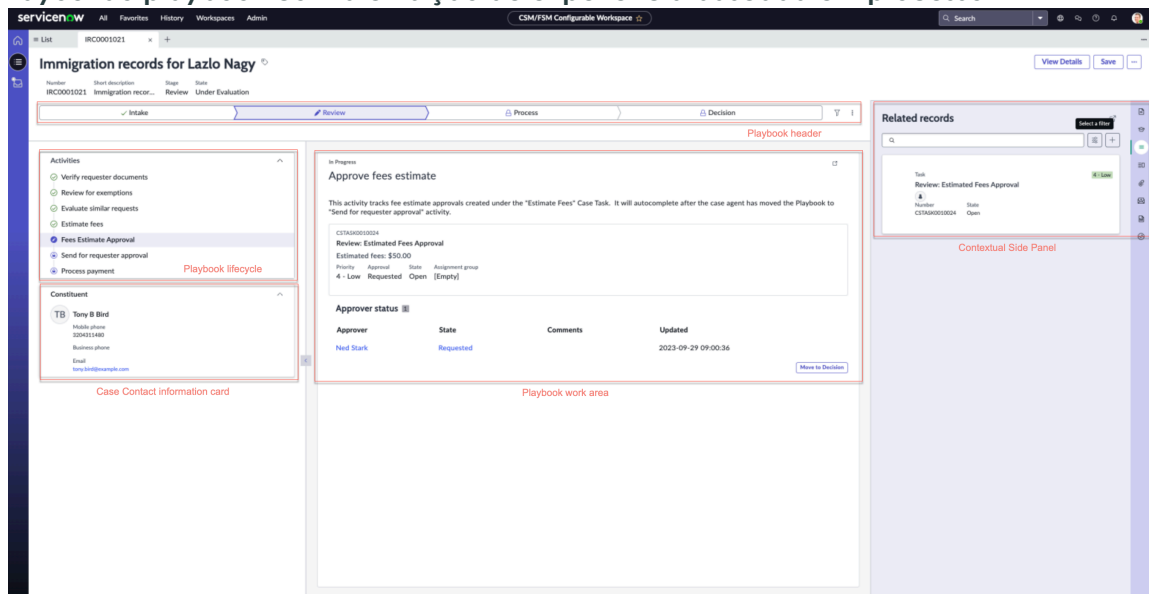 servicenow All Favorites History Workspaces Admin CSM/FSM Configurable Workspace Search
List IRC0001021 × +
Immigration records for Lazlo Nagy View Details Save
Number Short description Stage State
IRC0001021 Immigration recor... Review Under Evaluation
Intake Review Process Decision
Playbook header
Related records
Select a filter
Activities
Verify requester documents
Review for exemptions
Evaluate similar requests
Estimate fees
Fees Estimate Approval
Send for requester approval
Process payment
Playbook lifecycle
Constituent
TB Tony B Bird
Mobile phone
3204311480
Business phone
Email
tony.bird@example.com
Case Contact information card
In Progress
Approve fees estimate
This activity tracks fee estimate approvals created under the "Estimate Fees" Case Task. It will autocomplete after the case agent has moved the Playbook to
"Send for requester approval" activity.
CSTASK0010024
Review: Estimated Fees Approval
Estimated fees: $50.00
Priority Approval State Assignment group
4 - Low Requested Open [Empty]
Approver status 1
Approver State Comments Updated
Ned Stark Requested 2023-09-29 09:00:36
Move to Decision
Playbook work area
Task 4 - Low
Review: Estimated Fees Approval
Number State
CSTASK0010024 Open
Contextual Side Panel